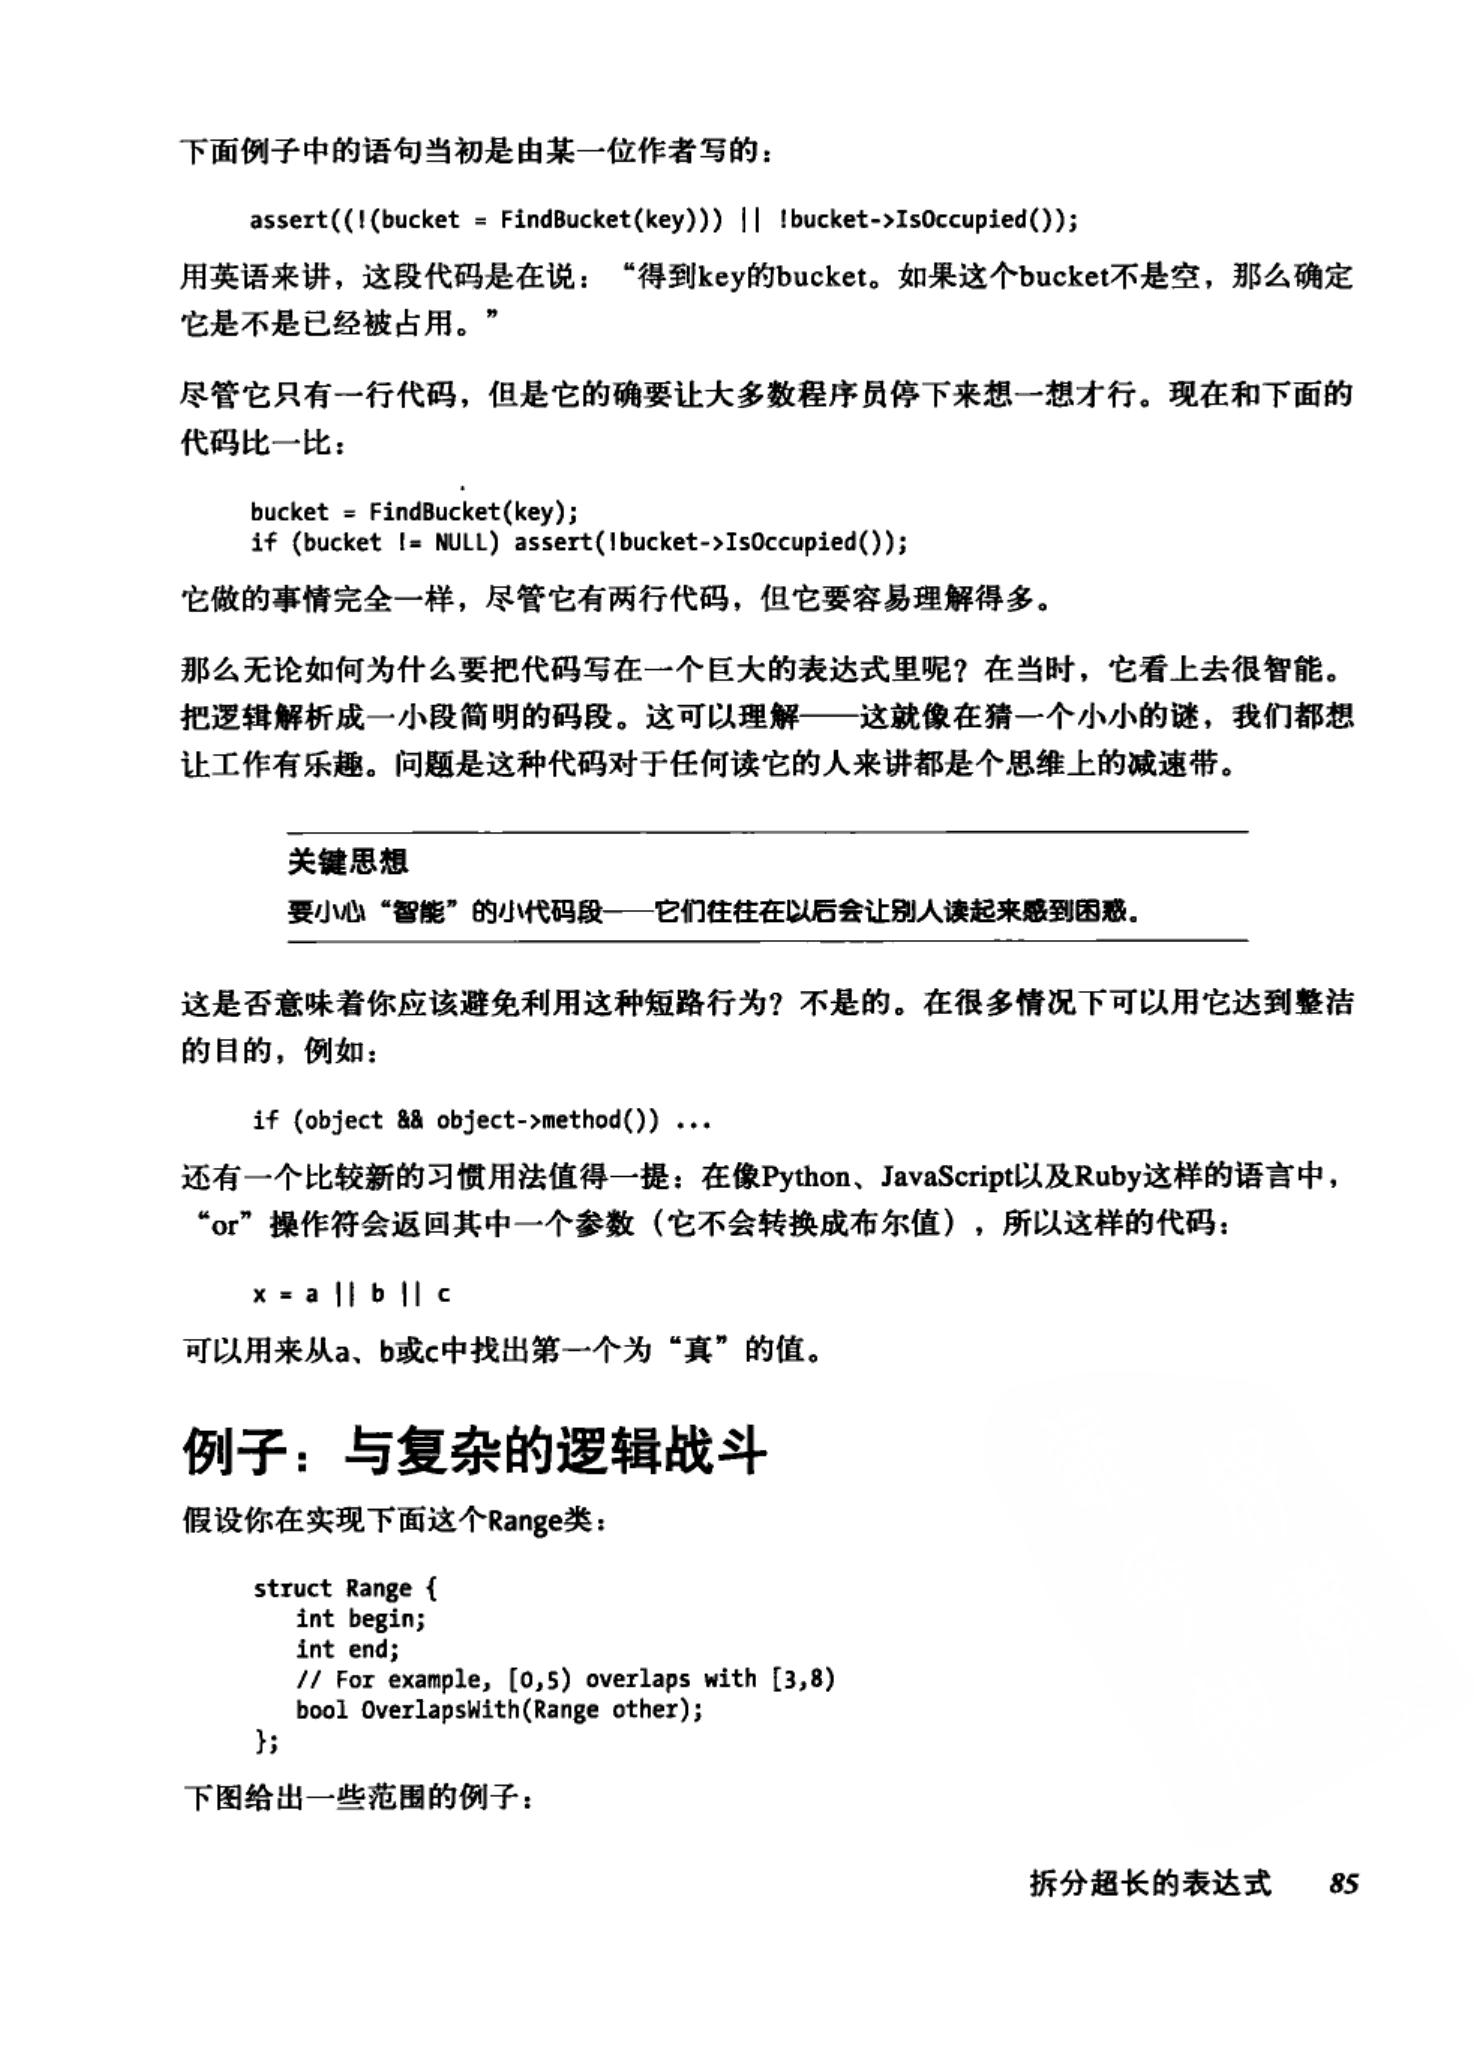 下面例子中的语句当初是由某一位作者写的：
assert((!(bucket = FindBucket(key))) || !bucket->IsOccupied());
用英语来讲，这段代码是在说：“得到key的bucket。如果这个bucket不是空，那么确定
它是不是已经被占用。”
尽管它只有一行代码，但是它的确要让大多数程序员停下来想一想才行。现在和下面的
代码比一比：
bucket = FindBucket(key);
if (bucket != NULL) assert(!bucket->IsOccupied());
它做的事情完全一样，尽管它有两行代码，但它要容易理解得多。
那么无论如何为什么要把代码写在一个巨大的表达式里呢？在当时，它看上去很智能。
把逻辑解析成一小段简明的码段。这可以理解——这就像在猜一个小小的谜，我们都想
让工作有乐趣。问题是这种代码对于任何读它的人来讲都是个思维上的减速带。
关键思想
要小心“智能”的小代码段——它们往往在以后会让别人读起来感到困惑。
这是否意味着你应该避免利用这种短路行为？不是的。在很多情况下可以用它达到整洁
的目的，例如：
if (object && object->method()) ...
还有一个比较新的习惯用法值得一提：在像Python、JavaScript以及Ruby这样的语言中，
“or”操作符会返回其中一个参数（它不会转换成布尔值），所以这样的代码：
x = a || b || c
可以用来从a、b或c中找出第一个为“真”的值。
例子：与复杂的逻辑战斗
假设你在实现下面这个Range类：
struct Range {
int begin;
int end;
// For example, [0,5) overlaps with [3,8)
bool OverlapsWith(Range other);
};
下图给出一些范围的例子：
拆分超长的表达式 85